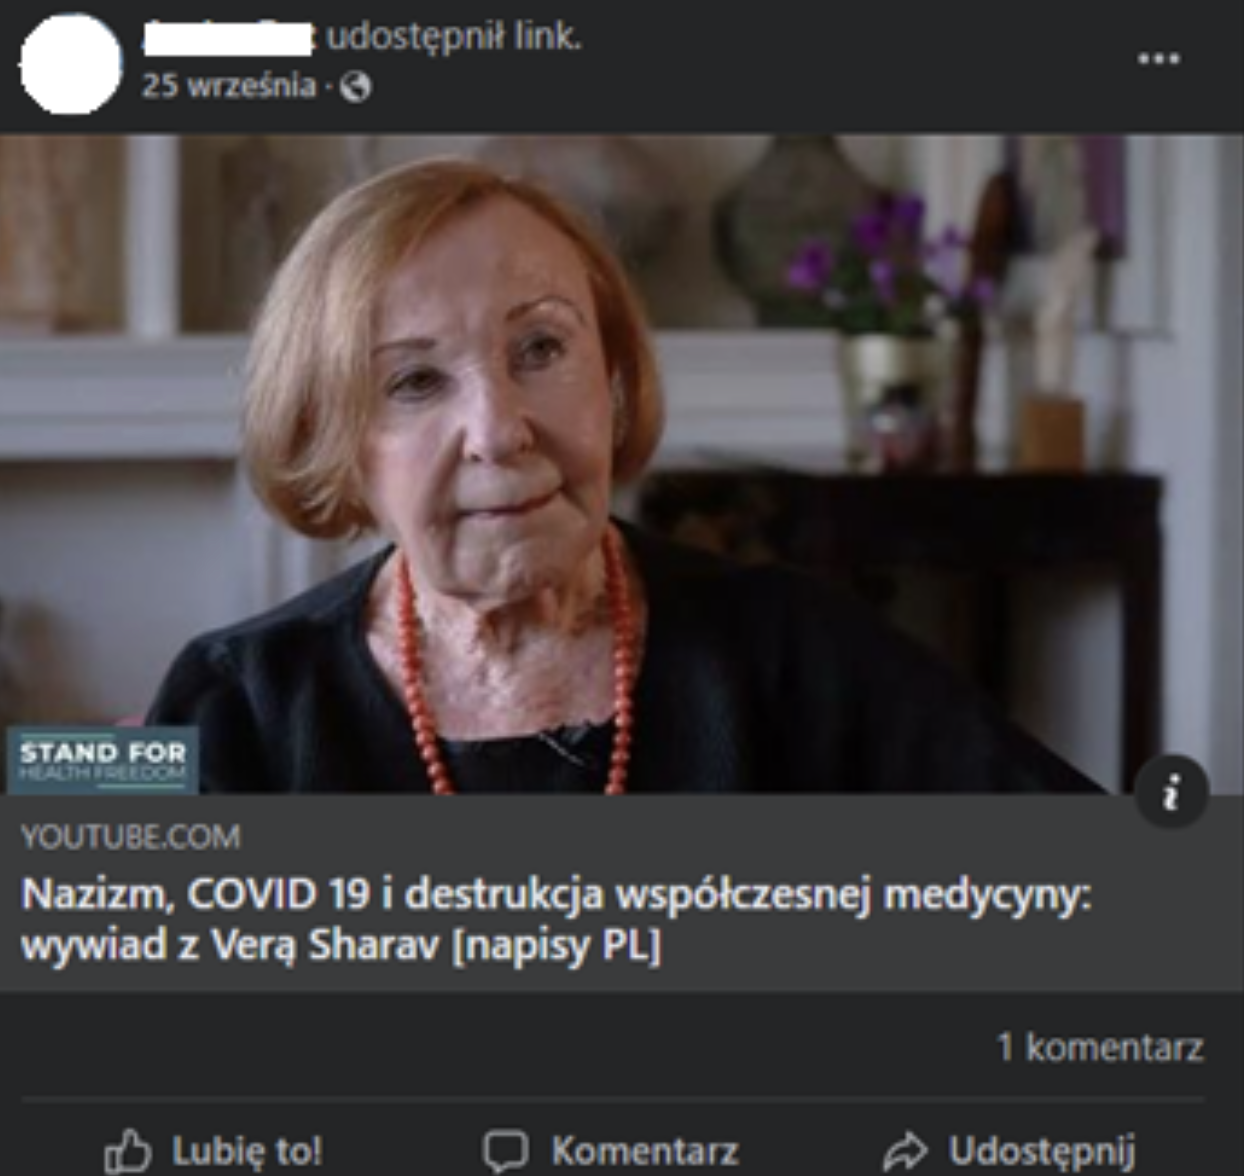 udostępnił link.
25 września ·
STAND FOR
HEALTH FREEDOM
YOUTUBE.COM
Nazizm, COVID 19 i destrukcja współczesnej medycyny:
wywiad z Verą Sharav [napisy PL]
1 komentarz
Lubię to!
Komentarz
Udostępnij